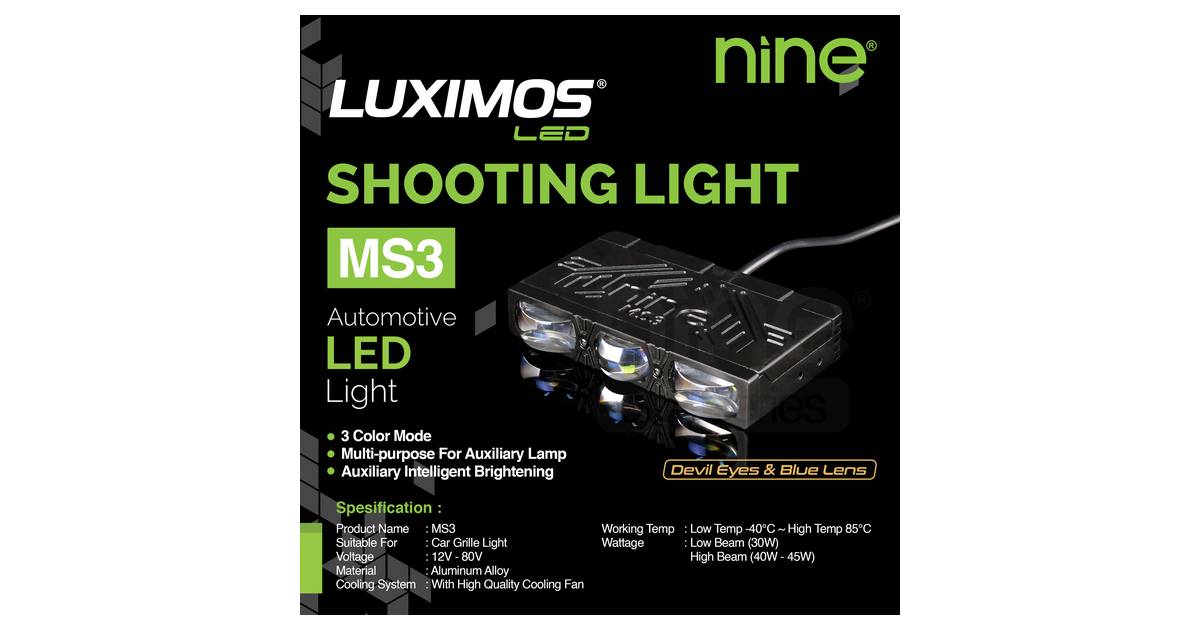 nine®
LUXIMOS®
LED
SHOOTING LIGHT
MS3
Automotive
LED
Light
nine
MS3
• 3 Color Mode
• Multi-purpose For Auxiliary Lamp
• Auxiliary Intelligent Brightening
Devil Eyes & Blue Lens
Spesification :
Product Name : MS3
Suitable For : Car Grille Light
Voltage : 12V - 80V
Material : Aluminum Alloy
Cooling System : With High Quality Cooling Fan
Working Temp : Low Temp -40°C ~ High Temp 85°C
Wattage : Low Beam (30W)
High Beam (40W - 45W)